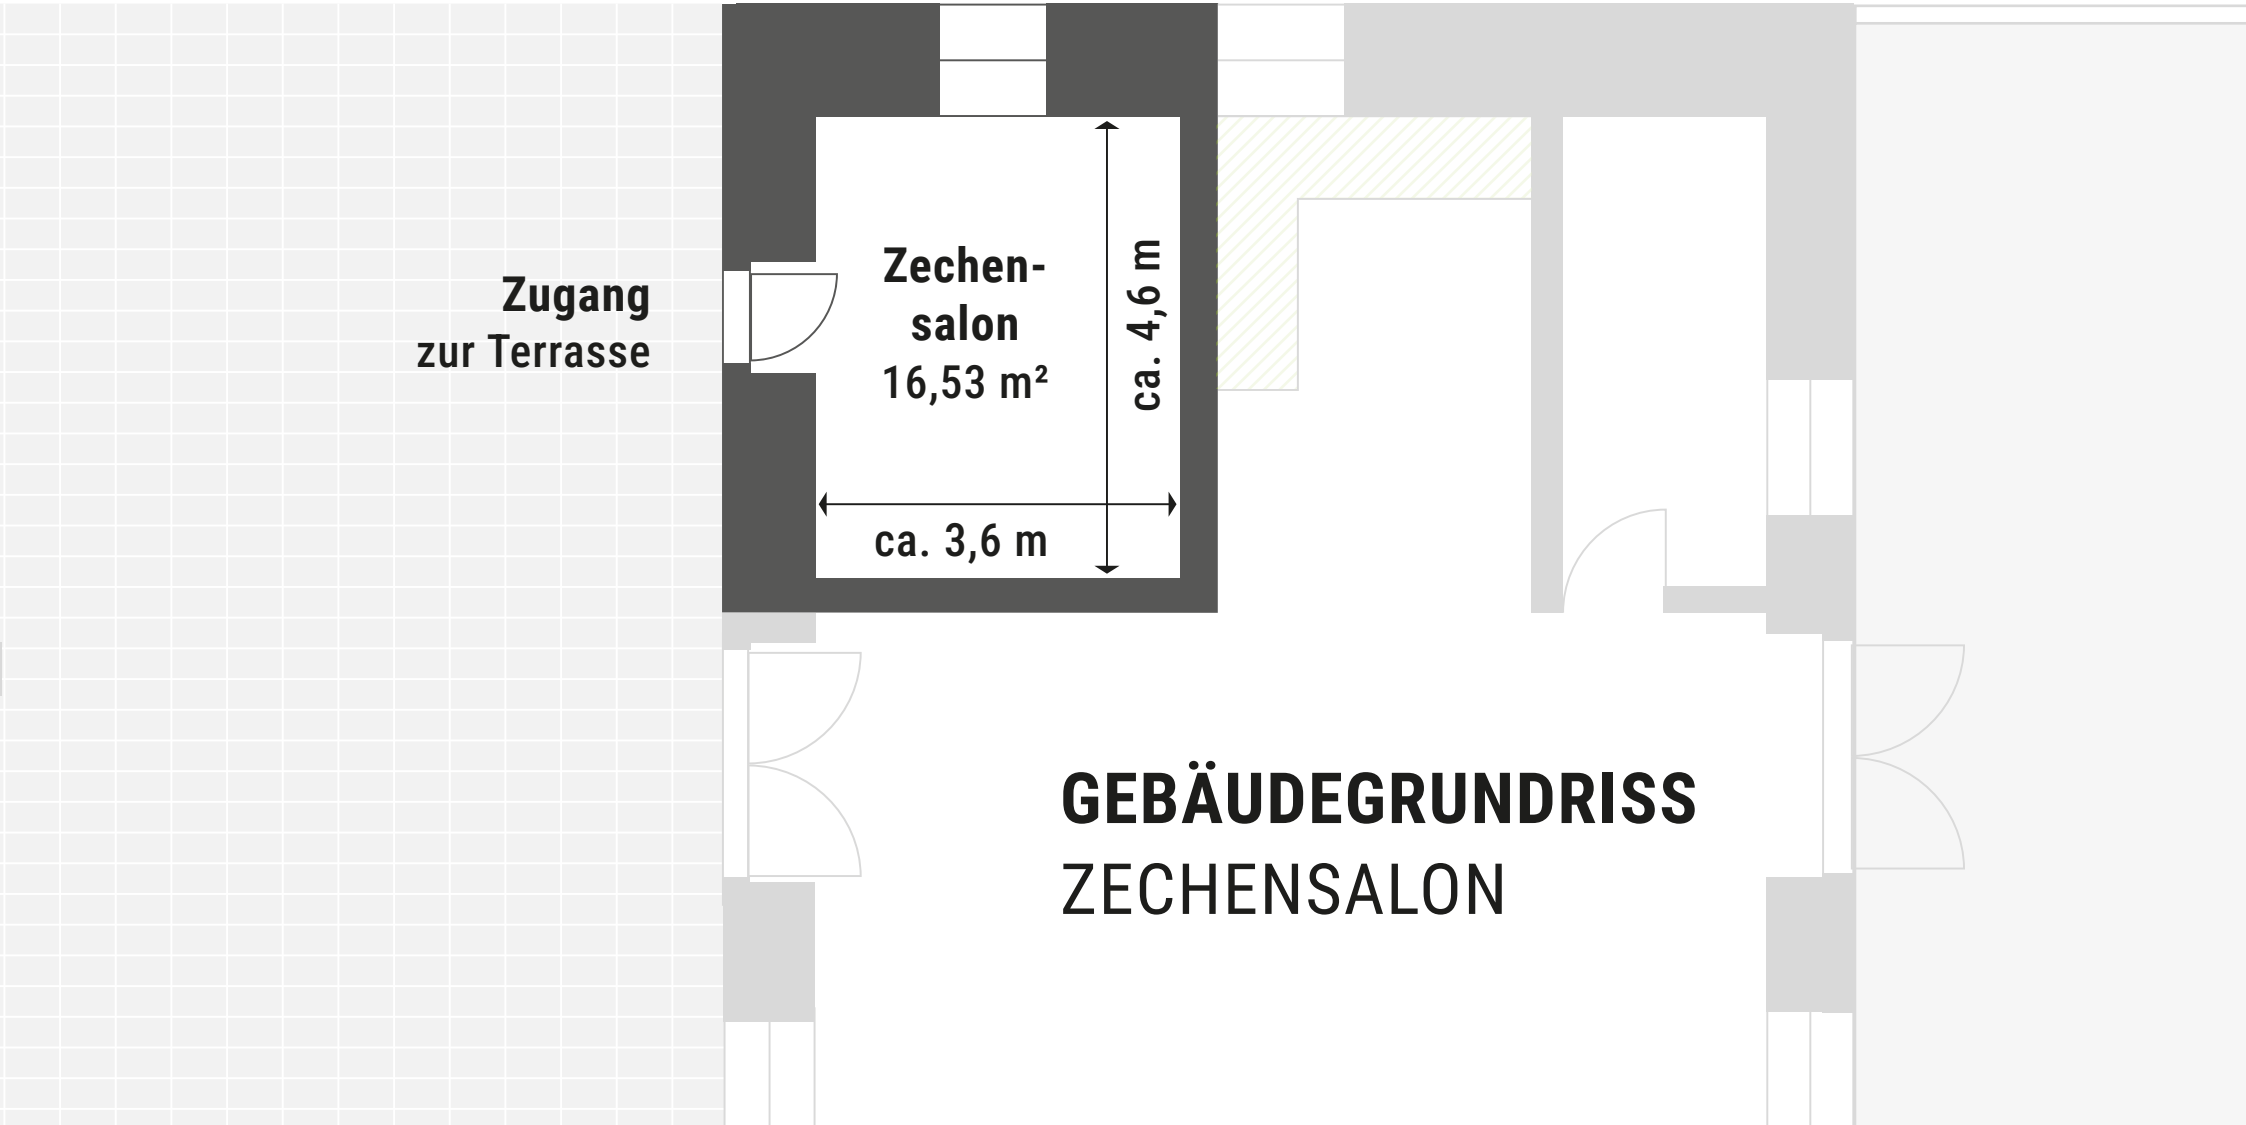 Zugang
zur Terrasse
Zechen-
salon
16,53 m²
ca. 4,6 m
ca. 3,6 m
GEBÄUDEGRUNDRISS
ZECHENSALON